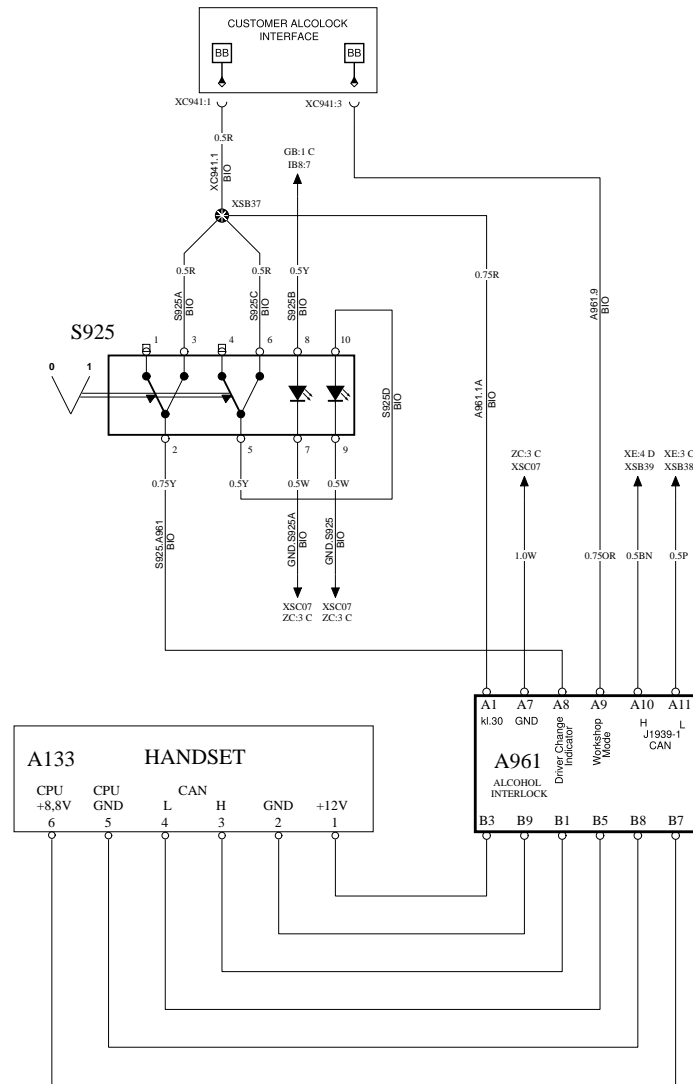 CUSTOMER ALCOLOCK
INTERFACE
BB
BB
XC941:1
XC941:3
0.5R
GB:1 C
IB8:7
XC941.1
BIO
XSB37
0.5R
0.5R
0.5Y
0.75R
S925A
BIO
S925C
BIO
S925B
BIO
A961.9
BIO
S925
1
3
4
6
8
10
0
1
S925D
BIO
A961.1A
BIO
2
5
7
9
0.75Y
0.5Y
0.5W
0.5W
ZC:3 C
XSC07
XE:4 D
XSB39
XE:3 C
XSB38
S925.A961
BIO
GND.S925A
BIO
GND.S925
BIO
1.0W
0.75OR
0.5BN
0.5P
XSC07
ZC:3 C
XSC07
ZC:3 C
A1
A7
A8
A9
A10
A11
kl.30
GND
Driver Change
Indicator
Workshop
Mode
H
L
J1939-1
CAN
A961
ALCOHOL
INTERLOCK
B3
B9
B1
B5
B8
B7
A133
HANDSET
CPU
+8,8V
CPU
GND
CAN
L
H
GND
+12V
6
5
4
3
2
1